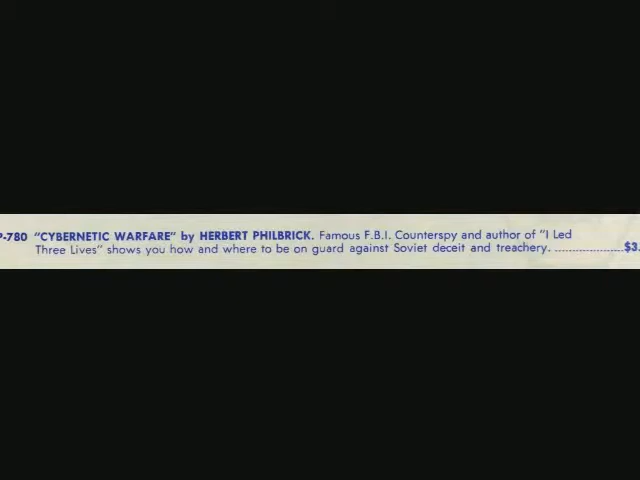 P-780 "CYBERNETIC WARFARE" by HERBERT PHILBRICK. Famous F.B.I. Counterspy and author of "I Led
Three Lives" shows you how and where to be on guard against Soviet deceit and treachery. ........................$3.